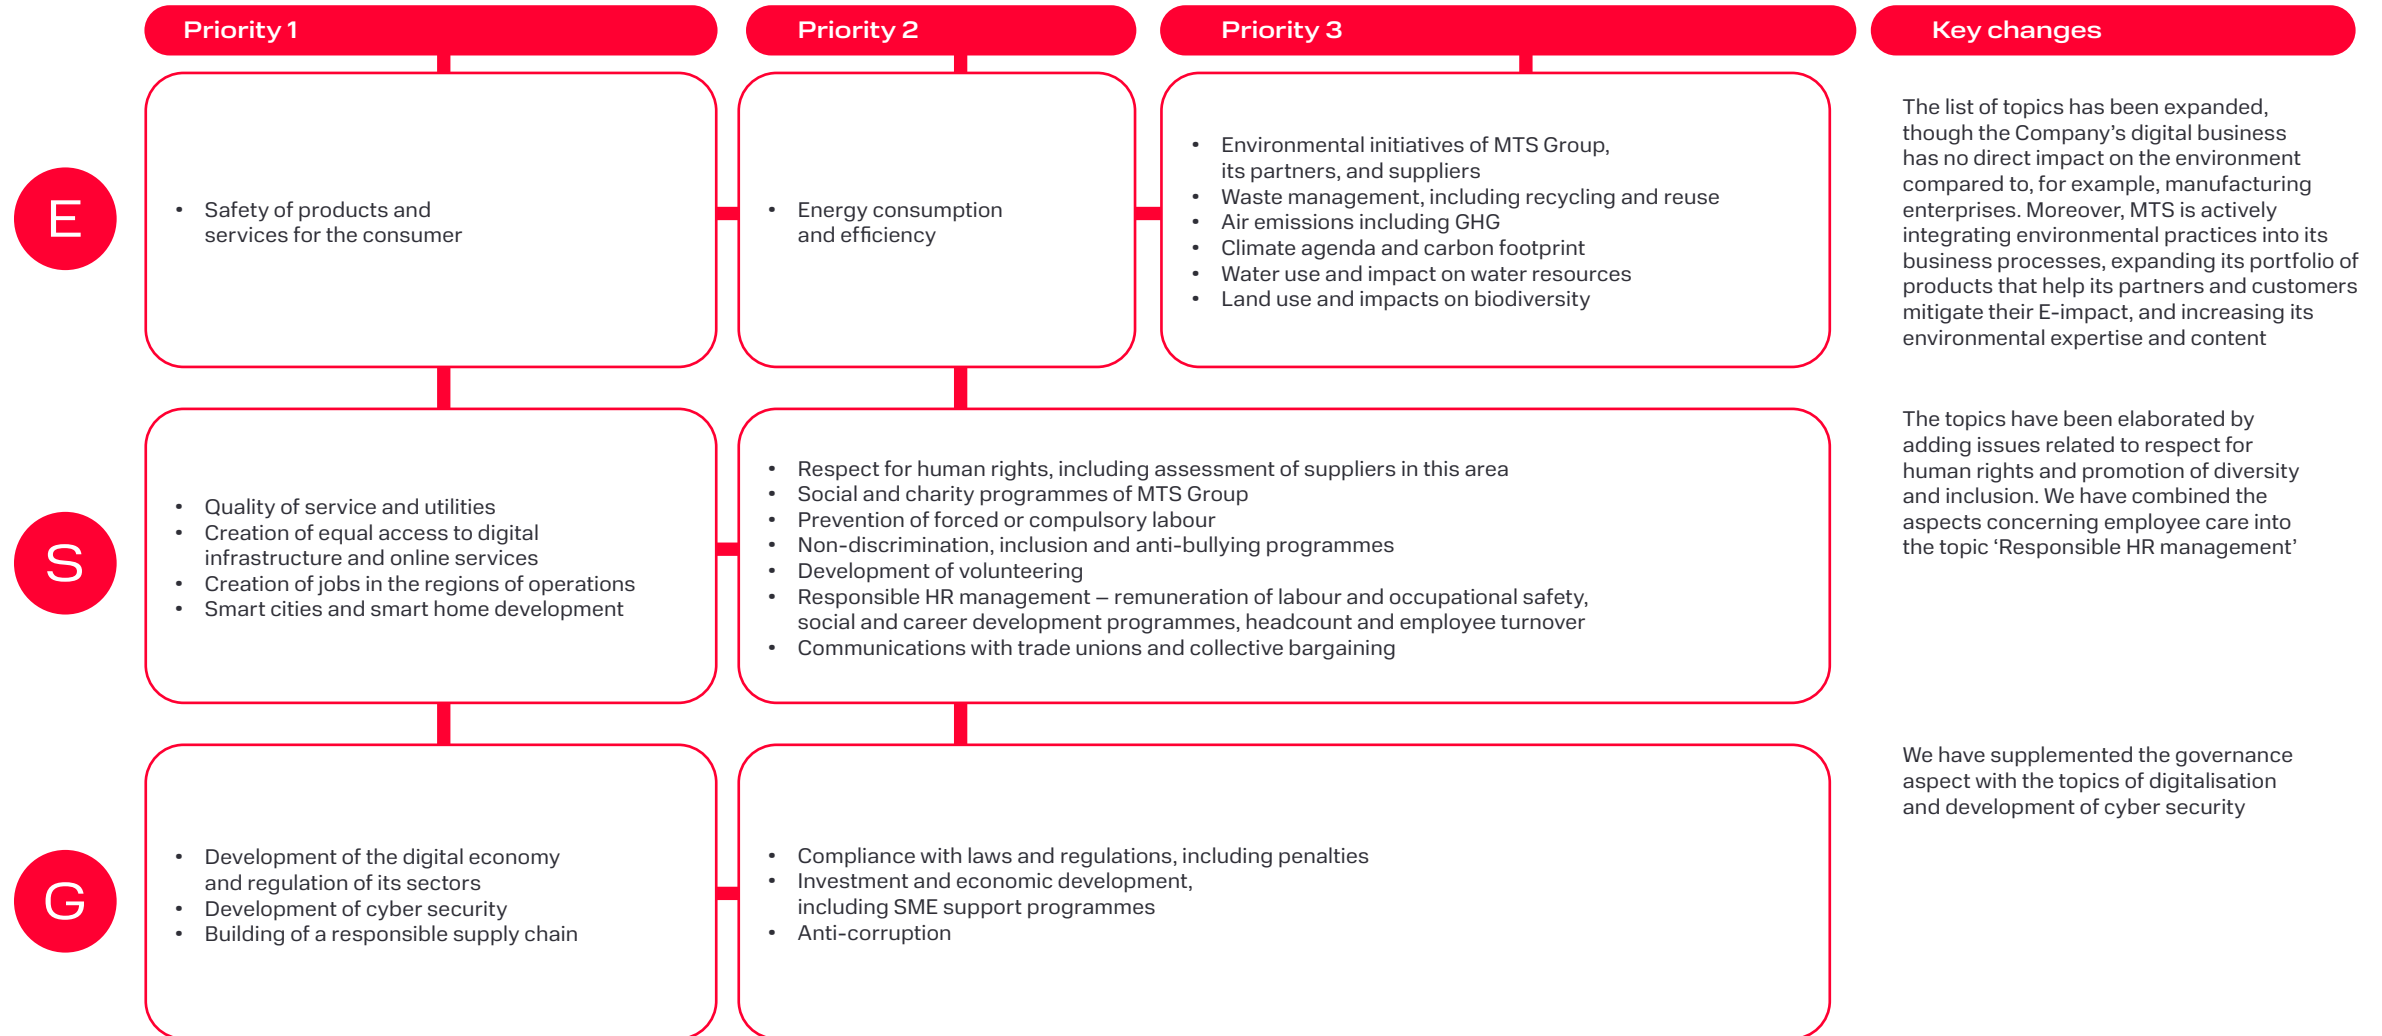 Priority 1
Priority 2
Priority 3
Key changes
E
• Safety of products and
services for the consumer
• Energy consumption
and efficiency
• Environmental initiatives of MTS Group,
its partners, and suppliers
• Waste management, including recycling and reuse
• Air emissions including GHG
• Climate agenda and carbon footprint
• Water use and impact on water resources
• Land use and impacts on biodiversity
The list of topics has been expanded,
though the Company’s digital business
has no direct impact on the environment
compared to, for example, manufacturing
enterprises. Moreover, MTS is actively
integrating environmental practices into its
business processes, expanding its portfolio of
products that help its partners and customers
mitigate their E-impact, and increasing its
environmental expertise and content
S
• Quality of service and utilities
• Creation of equal access to digital
infrastructure and online services
• Creation of jobs in the regions of operations
• Smart cities and smart home development
• Respect for human rights, including assessment of suppliers in this area
• Social and charity programmes of MTS Group
• Prevention of forced or compulsory labour
• Non-discrimination, inclusion and anti-bullying programmes
• Development of volunteering
• Responsible HR management – remuneration of labour and occupational safety,
social and career development programmes, headcount and employee turnover
• Communications with trade unions and collective bargaining
The topics have been elaborated by
adding issues related to respect for
human rights and promotion of diversity
and inclusion. We have combined the
aspects concerning employee care into
the topic ‘Responsible HR management’
G
• Development of the digital economy
and regulation of its sectors
• Development of cyber security
• Building of a responsible supply chain
• Compliance with laws and regulations, including penalties
• Investment and economic development,
including SME support programmes
• Anti-corruption
We have supplemented the governance
aspect with the topics of digitalisation
and development of cyber security